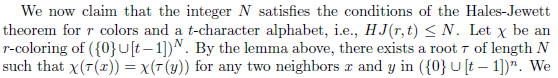 We now claim that the integer N satisfies the conditions of the Hales-Jewett
theorem for r colors and a t-character alphabet, i.e., HJ(r, t) ≤ N. Let χ be an
r-coloring of ({0}∪[t−1])^N. By the lemma above, there exists a root τ of length N
such that χ(τ(x)) = χ(τ(y)) for any two neighbors x and y in ({0}∪[t − 1])^n. We